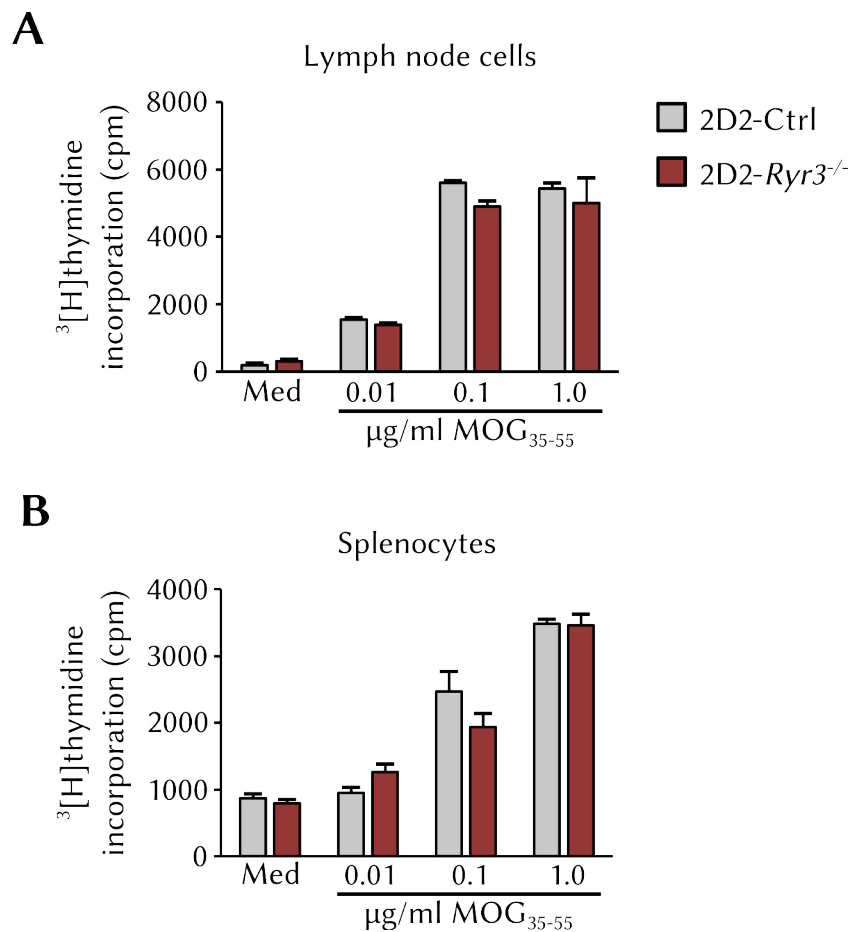 A
Lymph node cells
³[H]thymidine
incorporation (cpm)
8000
6000
4000
2000
0
Med 0.01 0.1 1.0
µg/ml MOG₃₅₋₅₅
2D2-Ctrl
2D2-Ryr3⁻/⁻
B
Splenocytes
³[H]thymidine
incorporation (cpm)
4000
3000
2000
1000
0
Med 0.01 0.1 1.0
µg/ml MOG₃₅₋₅₅